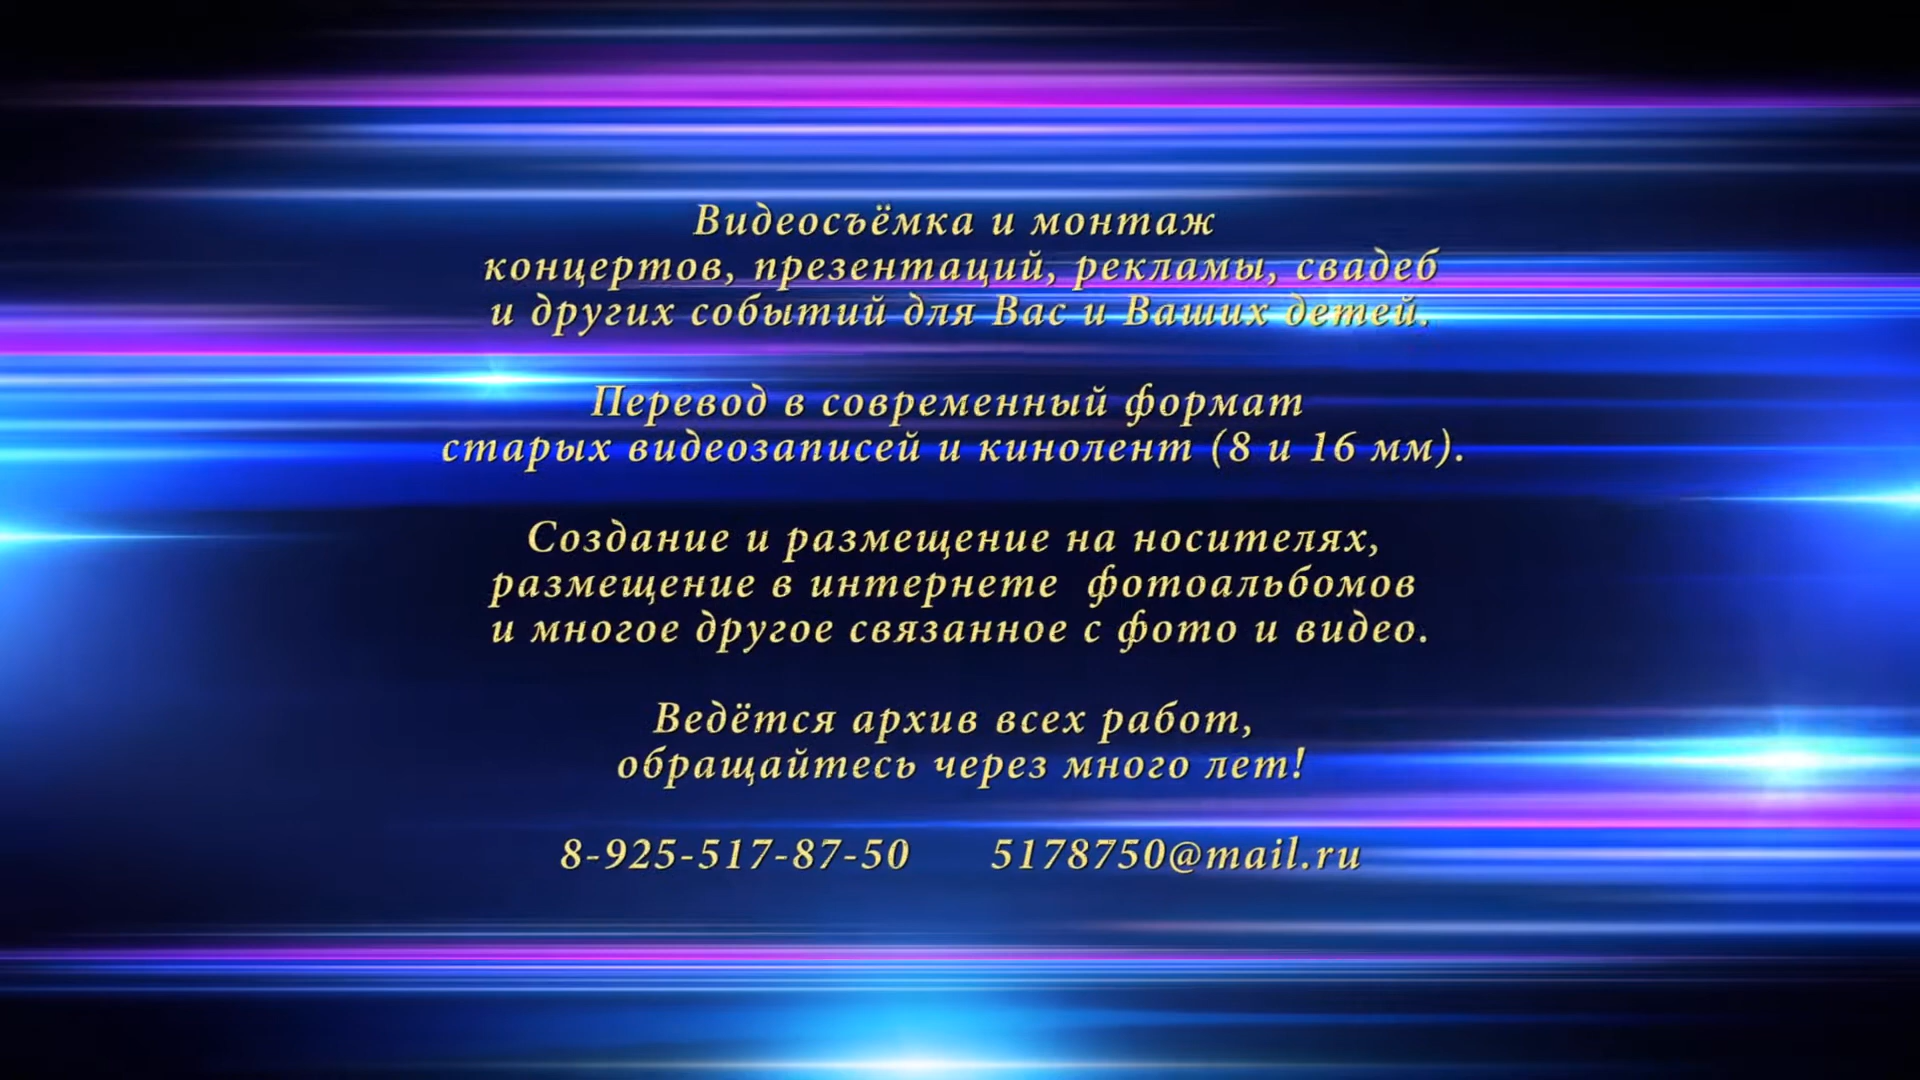 Видеосъёмка и монтаж
концертов, презентаций, рекламы, свадеб
и других событий для Вас и Ваших детей.
Перевод в современный формат
старых видеозаписей и кинолент (8 и 16 мм).
Создание и размещение на носителях,
размещение в интернете фотоальбомов
и многое другое связанное с фото и видео.
Ведётся архив всех работ,
обращайтесь через много лет!
8-925-517-87-50 5178750@mail.ru